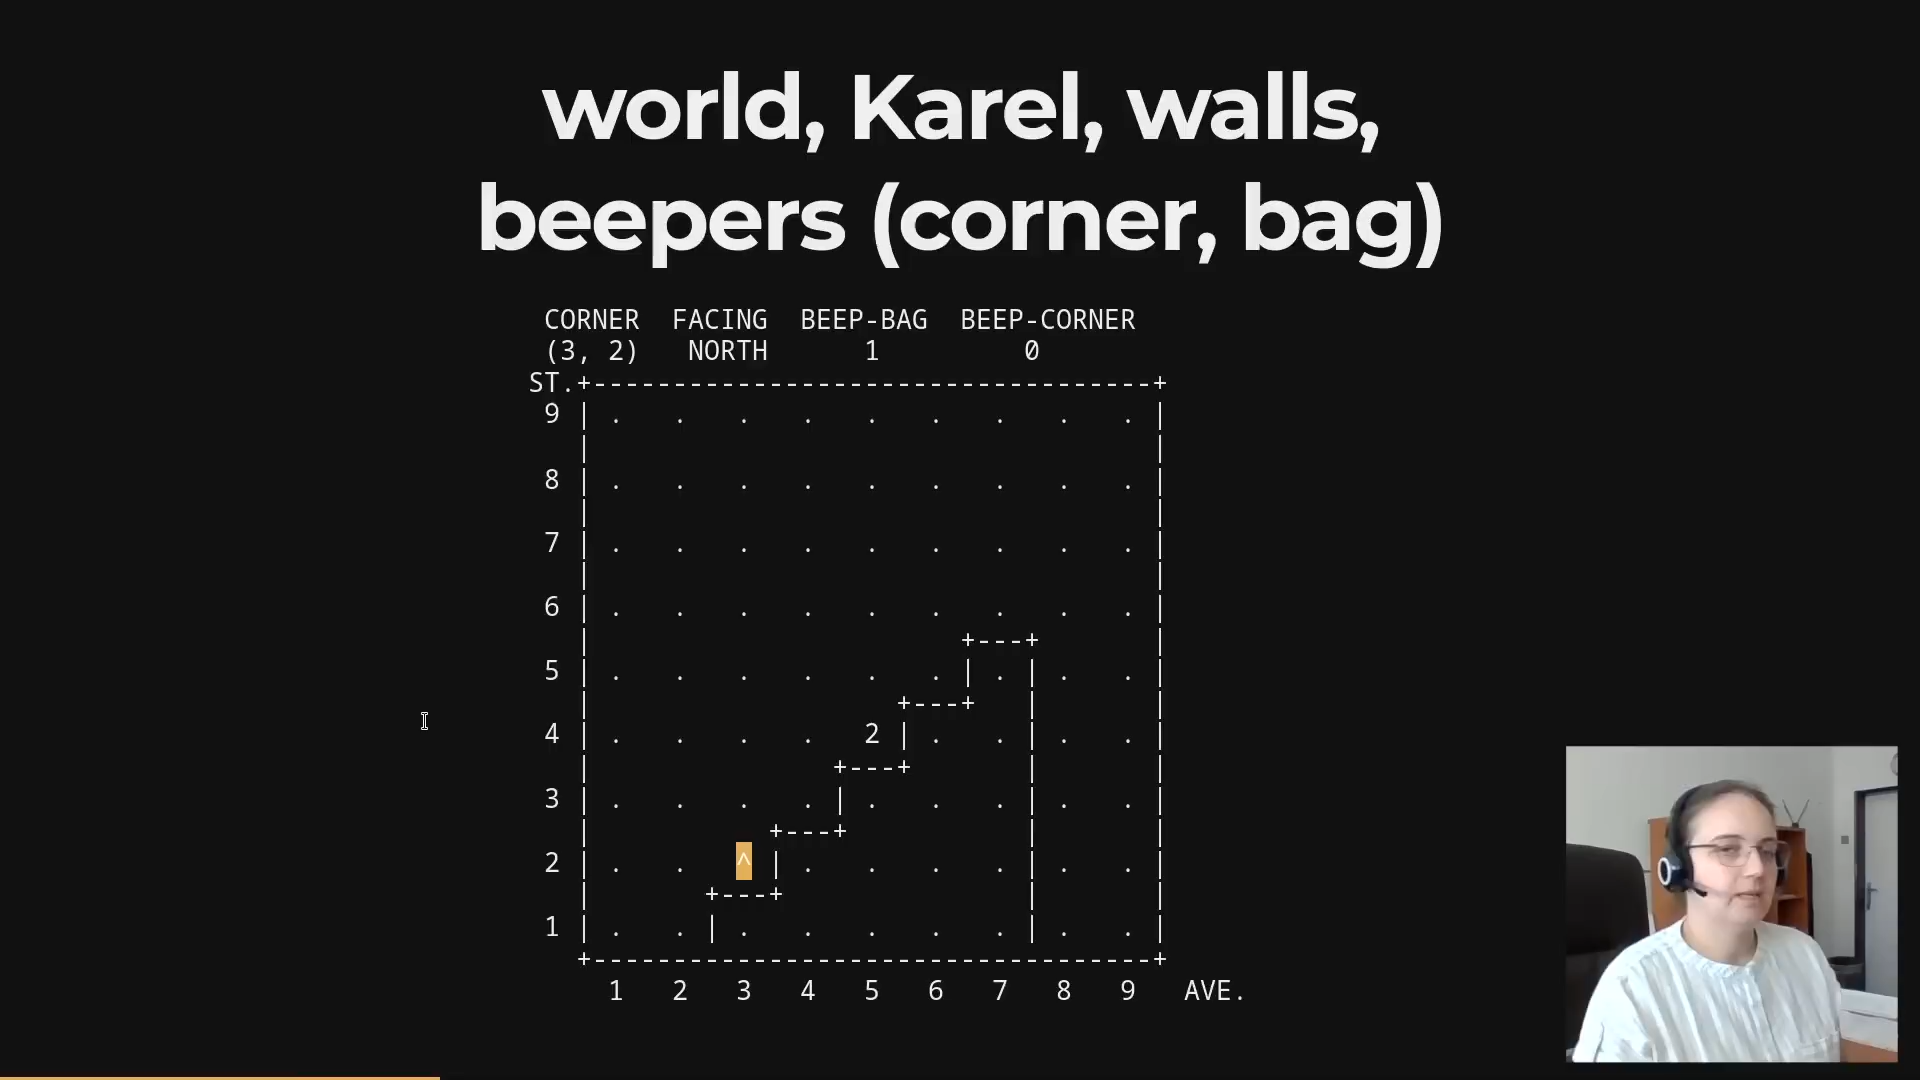 world, Karel, walls,
beepers (corner, bag)
CORNER  FACING  BEEP-BAG  BEEP-CORNER
(3, 2)   NORTH      1         0
ST.+-----------------------------------+
 9 |.   .   .   .   .   .   .   .   .|
   |                                   |
 8 |.   .   .   .   .   .   .   .   .|
   |                                   |
 7 |.   .   .   .   .   .   .   .   .|
   |                                   |
 6 |.   .   .   .   .   .   .   .   .|
   |                       +---+       |
 5 |.   .   .   .   .   . | . | .   . |
   |                   +---+   |       |
 4 |.   .   .   .   2 | .   . | .   . |
   |               +---+       |       |
 3 |.   .   .   . | .   .   . | .   . |
   |           +---+           |       |
 2 |.   .   ^ | .   .   .   . | .   . |
   |       +---+               |       |
 1 |.   . | .   .   .   .   . | .   . |
   +-----------------------------------+
     1   2   3   4   5   6   7   8   9   AVE.